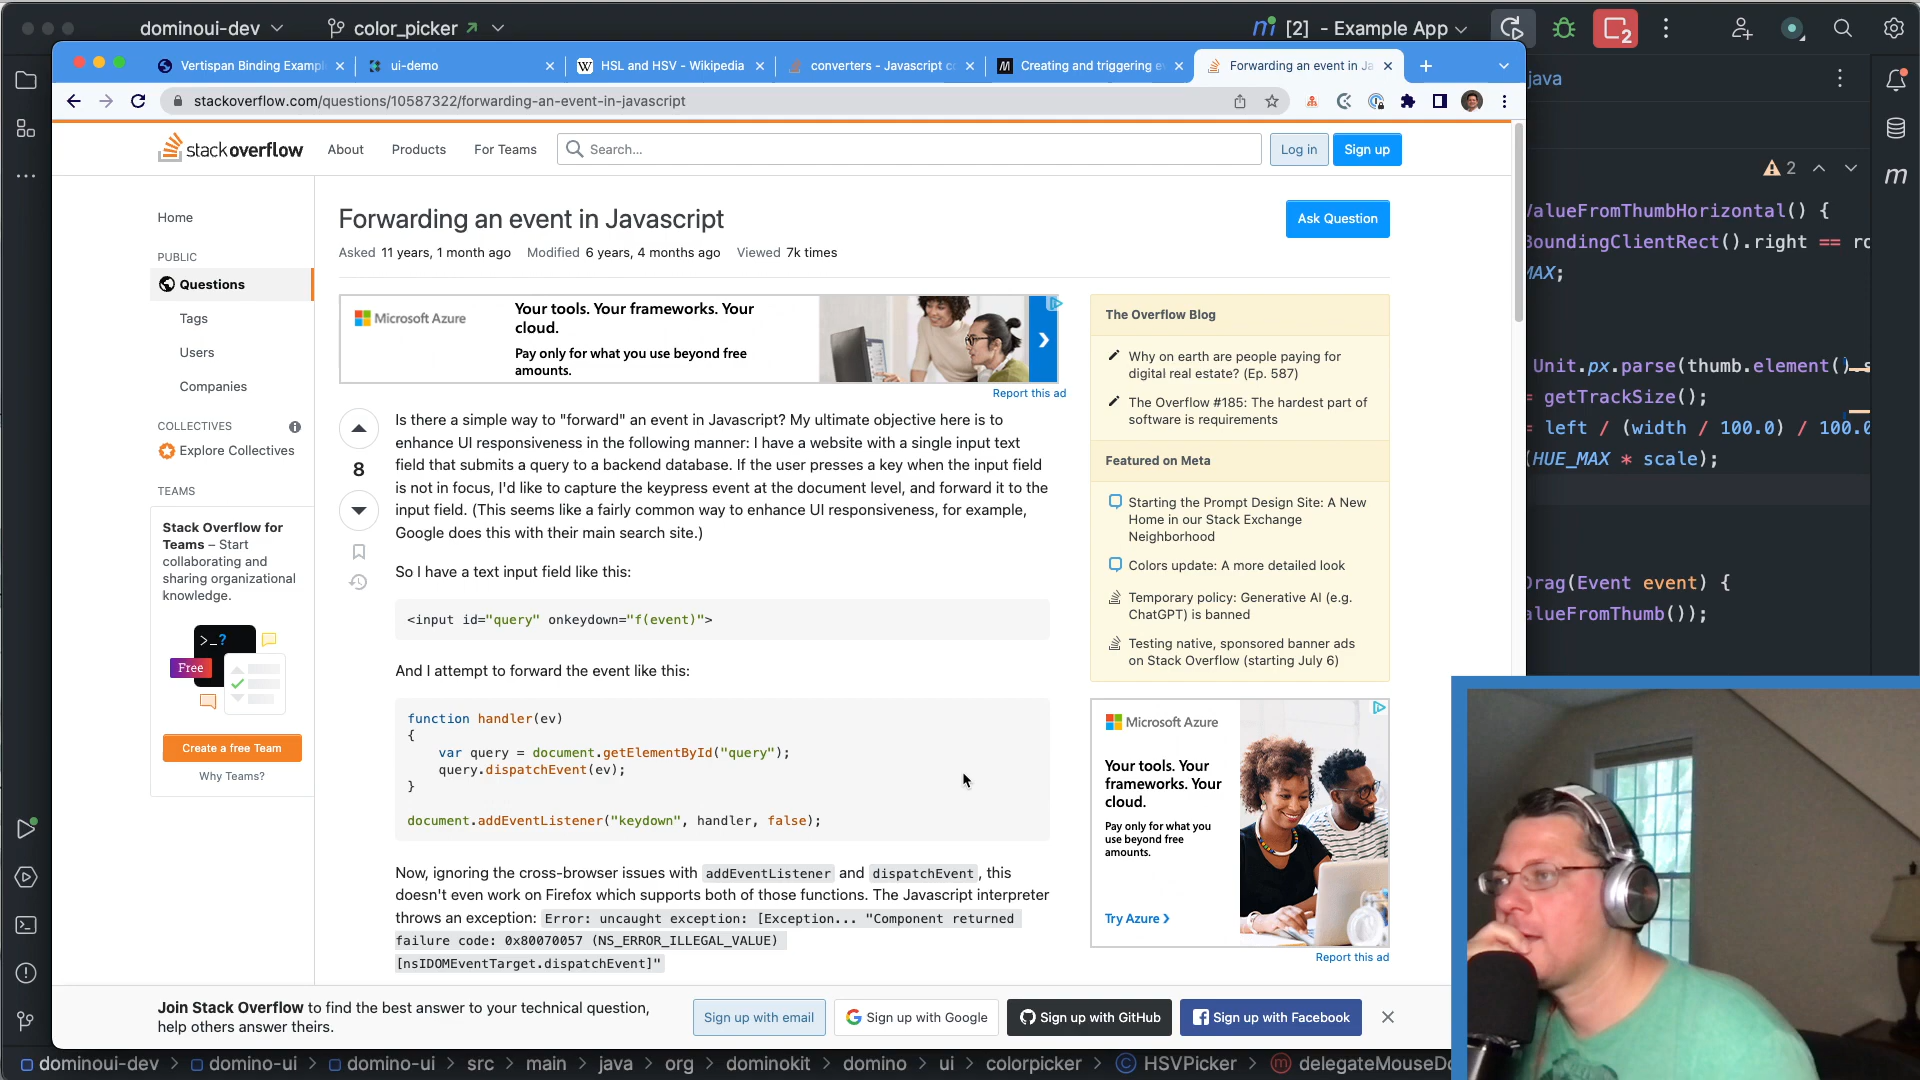 dominoui-dev
color_picker
[2] - Example App
2
Vertispan Binding Exampl
ui-demo
HSL and HSV - Wikipedia
converters - Javascript c
Creating and triggering e
Forwarding an event in Ja
java
stackoverflow.com/questions/10587322/forwarding-an-event-in-javascript
stackoverflow
About
Products
For Teams
Search...
Log in
Sign up
2
m
Home
PUBLIC
Questions
Tags
Users
Companies
COLLECTIVES
Explore Collectives
TEAMS
Stack Overflow for
Teams – Start
collaborating and
sharing organizational
knowledge.
>_?
Free
Create a free Team
Why Teams?
Forwarding an event in Javascript
Ask Question
Asked 11 years, 1 month ago Modified 6 years, 4 months ago Viewed 7k times
Microsoft Azure
Your tools. Your frameworks. Your
cloud.
Pay only for what you use beyond free
amounts.
Report this ad
8
Is there a simple way to "forward" an event in Javascript? My ultimate objective here is to
enhance UI responsiveness in the following manner: I have a website with a single input text
field that submits a query to a backend database. If the user presses a key when the input field
is not in focus, I'd like to capture the keypress event at the document level, and forward it to the
input field. (This seems like a fairly common way to enhance UI responsiveness, for example,
Google does this with their main search site.)
So I have a text input field like this:
<input id="query" onkeydown="f(event)">
And I attempt to forward the event like this:
function handler(ev)
{
var query = document.getElementById("query");
query.dispatchEvent(ev);
}
document.addEventListener("keydown", handler, false);
Now, ignoring the cross-browser issues with addEventListener and dispatchEvent, this
doesn't even work on Firefox which supports both of those functions. The Javascript interpreter
throws an exception: Error: uncaught exception: [Exception... "Component returned
failure code: 0x80070057 (NS_ERROR_ILLEGAL_VALUE)
[nsIDOMEventTarget.dispatchEvent]"
The Overflow Blog
Why on earth are people paying for
digital real estate? (Ep. 587)
The Overflow #185: The hardest part of
software is requirements
Featured on Meta
Starting the Prompt Design Site: A New
Home in our Stack Exchange
Neighborhood
Colors update: A more detailed look
Temporary policy: Generative AI (e.g.
ChatGPT) is banned
Testing native, sponsored banner ads
on Stack Overflow (starting July 6)
Microsoft Azure
Your tools. Your
frameworks. Your
cloud.
Pay only for what you
use beyond free
amounts.
Try Azure >
Report this ad
ValueFromThumbHorizontal() {
BoundingClientRect().right == ro
MAX;
Unit.px.parse(thumb.element().s
= getTrackSize();
= left / (width / 100.0) / 100.0
(HUE_MAX * scale);
Drag(Event event) {
alueFromThumb());
Join Stack Overflow to find the best answer to your technical question,
help others answer theirs.
Sign up with email
Sign up with Google
Sign up with GitHub
Sign up with Facebook
dominoui-dev > domino-ui > domino-ui > src > main > java > org > dominokit > domino > ui > colorpicker > HSVPicker > delegateMouseDo